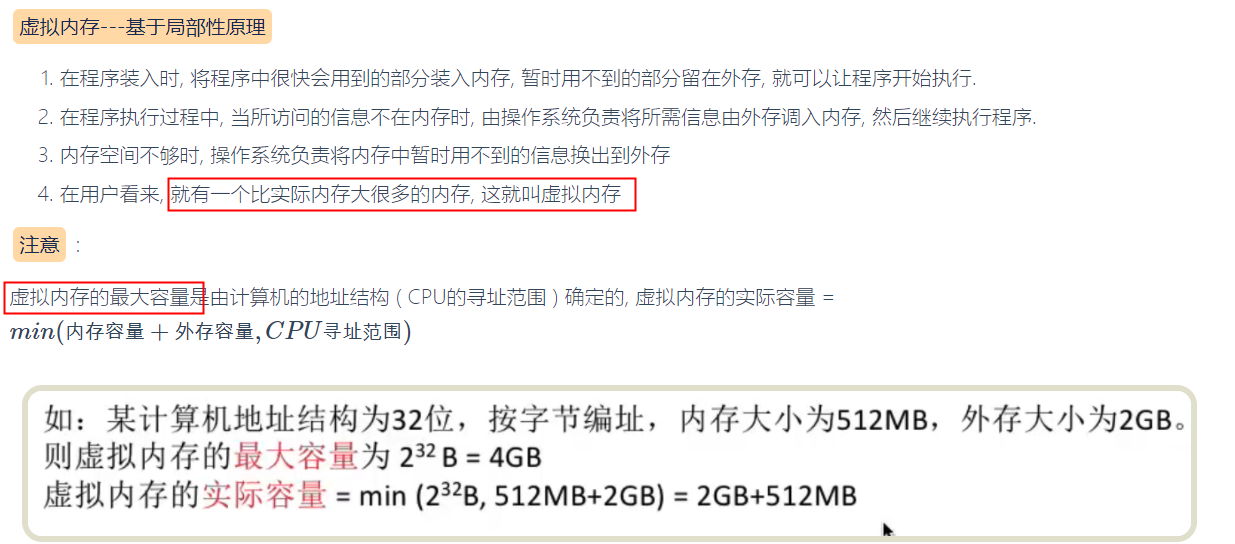 虚拟内存---基于局部性原理
1. 在程序装入时, 将程序中很快会用到的部分装入内存, 暂时用不到的部分留在外存, 就可以让程序开始执行.
2. 在程序执行过程中, 当所访问的信息不在内存时, 由操作系统负责将所需信息由外存调入内存, 然后继续执行程序.
3. 内存空间不够时, 操作系统负责将内存中暂时用不到的信息换出到外存
4. 在用户看来, 就有一个比实际内存大很多的内存, 这就叫虚拟内存
注意 :
虚拟内存的最大容量是由计算机的地址结构 ( CPU的寻址范围 ) 确定的, 虚拟内存的实际容量 =
min(内存容量 + 外存容量, CPU寻址范围)
如：某计算机地址结构为32位，按字节编址，内存大小为512MB，外存大小为2GB。
则虚拟内存的最大容量为 2³² B = 4GB
虚拟内存的实际容量 = min (2³²B, 512MB+2GB) = 2GB+512MB